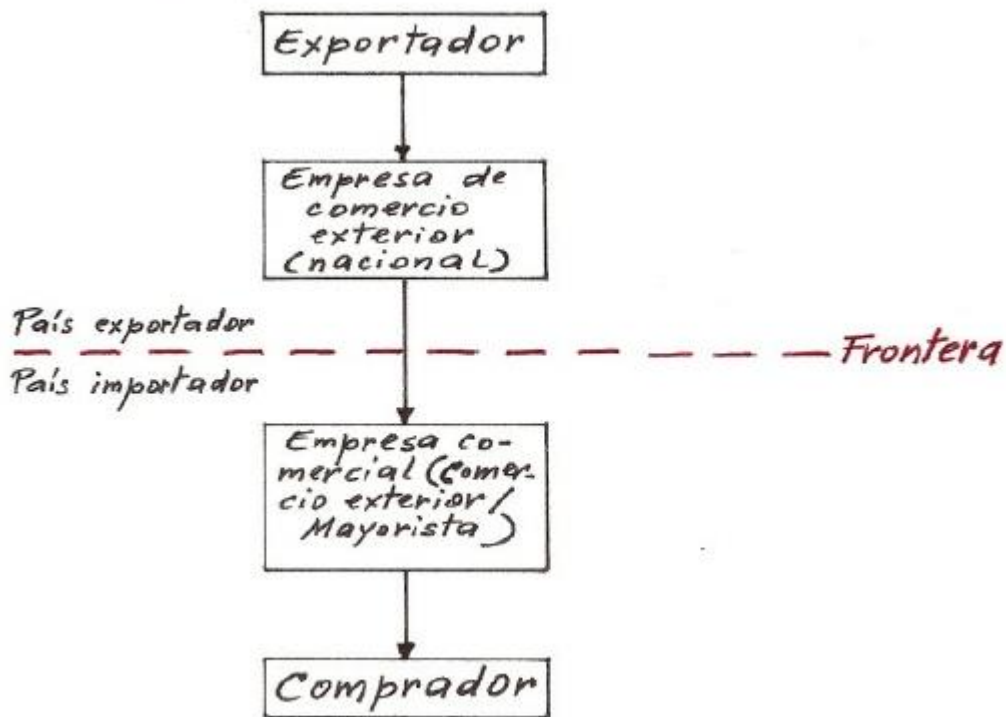 Exportador
Empresa de
comercio
exterior
(nacional)
País exportador
Frontera
País importador
Empresa co-
mercial (Comer-
cio exterior/
Mayorista)
Comprador